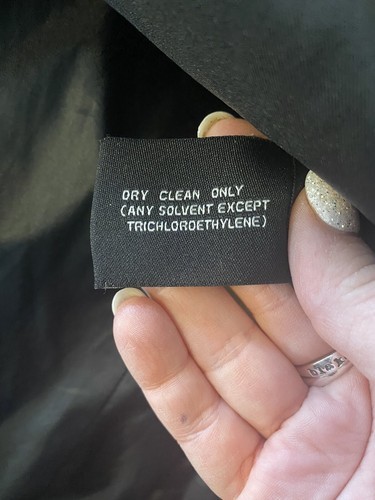 DRY CLEAN ONLY
(ANY SOLVENT EXCEPT
TRICHLOROETHYLENE)